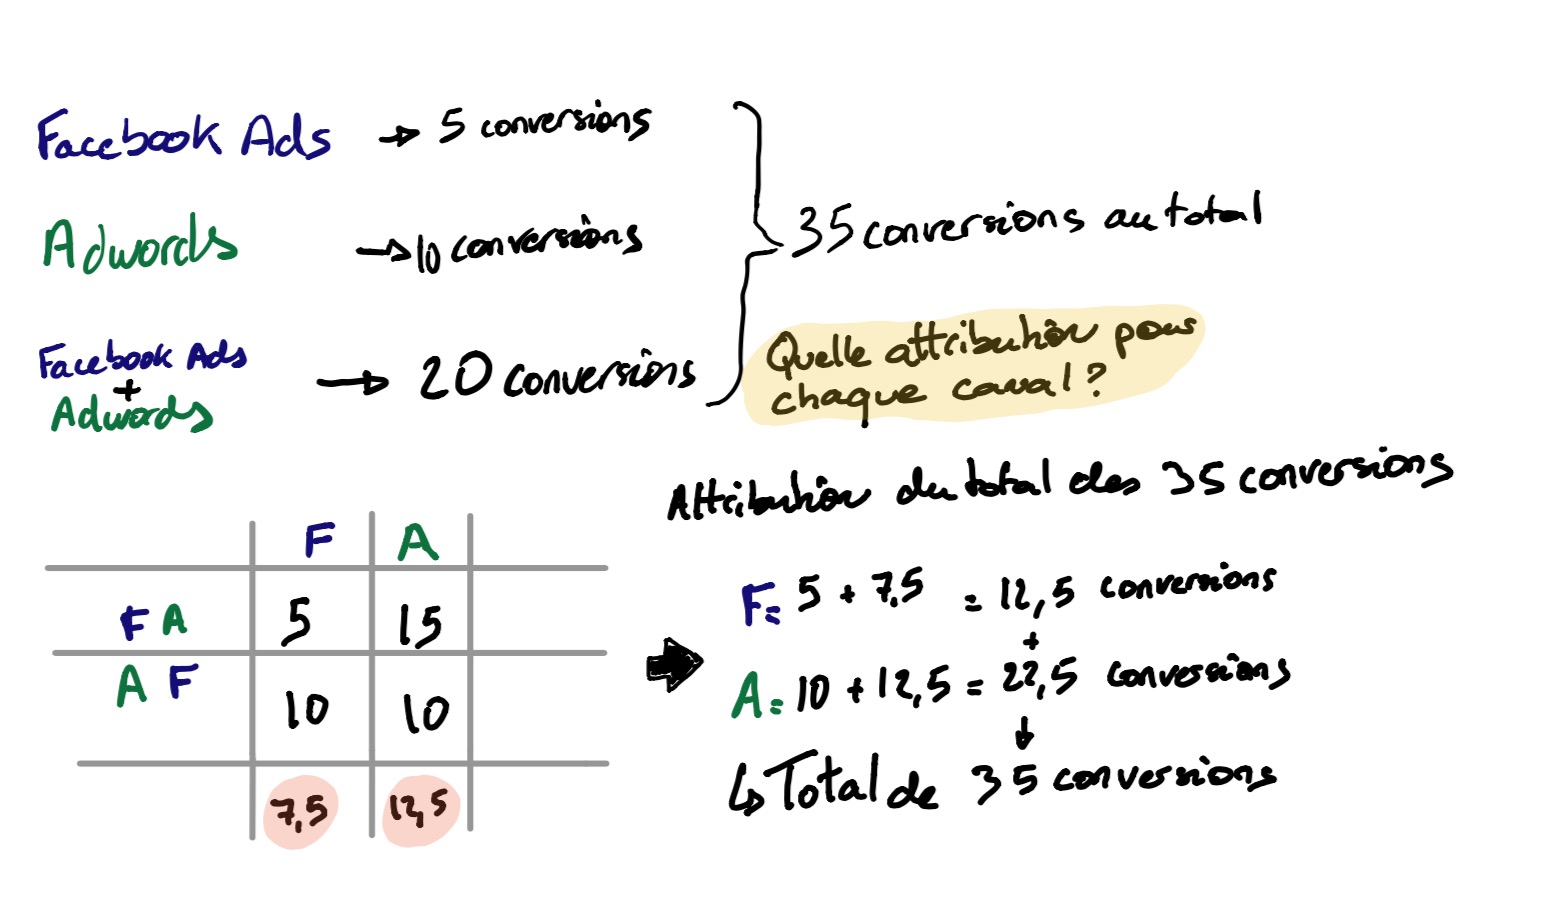 Facebook Ads → 5 conversions
Adwords → 10 conversions
35 conversions au total
Facebook Ads
+
Adwords → 20 conversions
Quelle attribution pour
chaque canal ?
Attribution du total des 35 conversions
F A
F A 5 15
A F 10 10
7,5 12,5
F = 5 + 7,5 = 12,5 conversions
+
A = 10 + 12,5 = 22,5 conversions
↓
↳ Total de 35 conversions